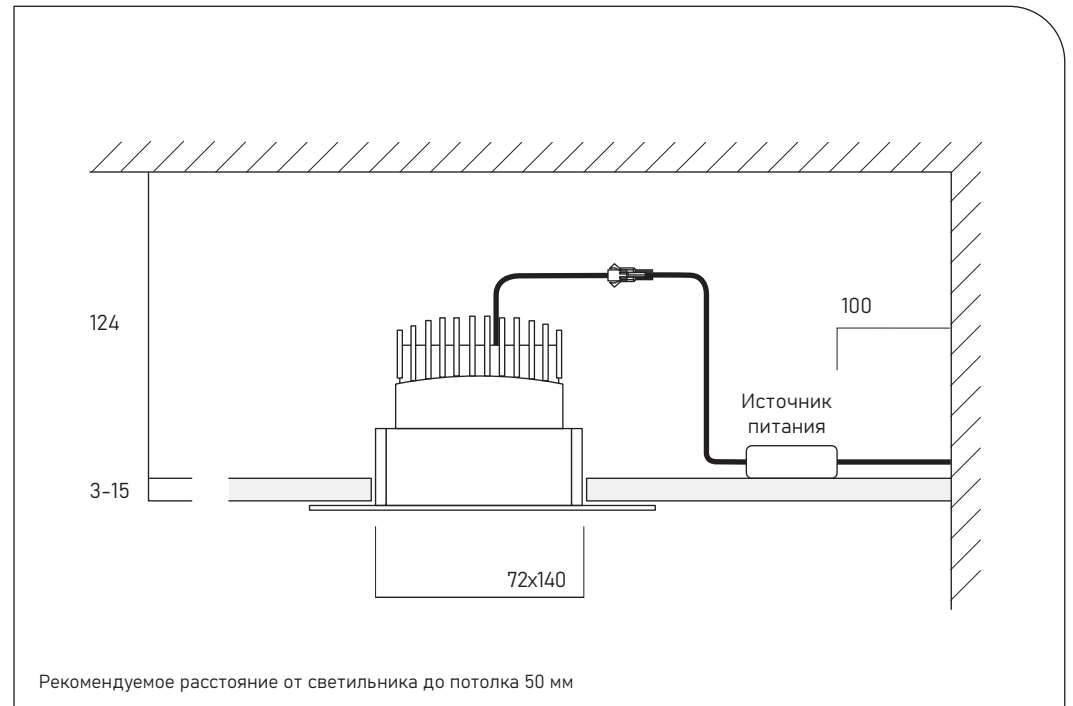 124
100
Источник
питания
3-15
72x140
Рекомендуемое расстояние от светильника до потолка 50 мм